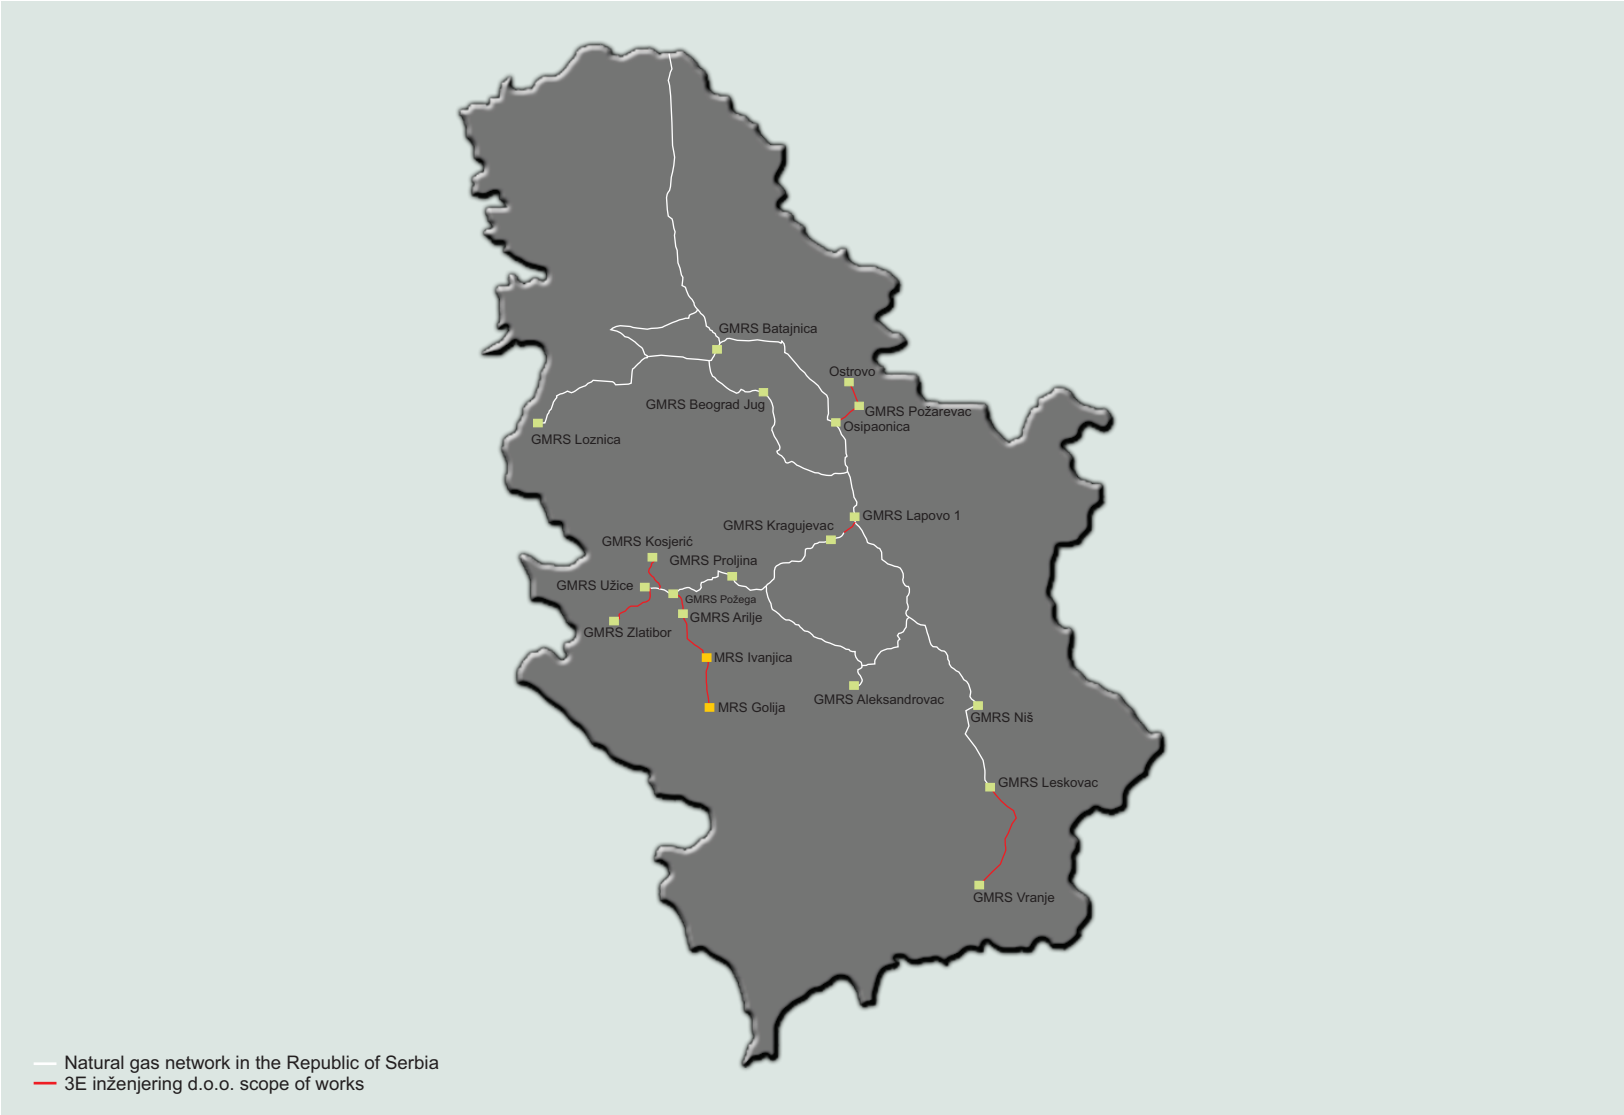 GMRS Batajnica
Ostrovo
GMRS Beograd Jug
GMRS Požarevac
Osipaonica
GMRS Loznica
GMRS Lapovo 1
GMRS Kragujevac
GMRS Kosjerić
GMRS Proljina
GMRS Užice
GMRS Požega
GMRS Arilje
GMRS Zlatibor
MRS Ivanjica
GMRS Aleksandrovac
MRS Golija
GMRS Niš
GMRS Leskovac
GMRS Vranje
Natural gas network in the Republic of Serbia
3E inženjering d.o.o. scope of works